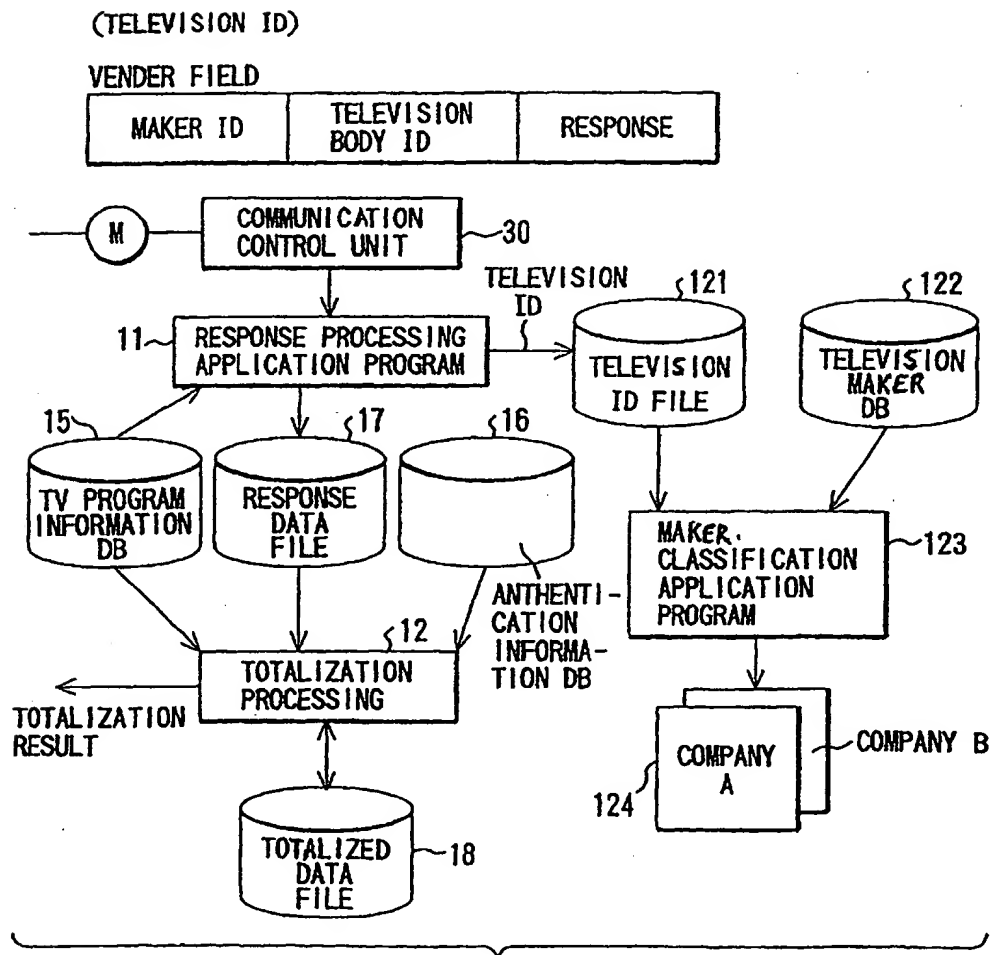 (TELEVISION ID)
VENDER FIELD
MAKER ID
TELEVISION
BODY ID
RESPONSE
M
COMMUNICATION
CONTROL UNIT
30
TELEVISION
ID
121
122
11
RESPONSE PROCESSING
APPLICATION PROGRAM
TELEVISION
ID FILE
TELEVISION
MAKER
DB
15
17
16
TV PROGRAM
INFORMATION
DB
RESPONSE
DATA
FILE
ANTHENTI-
CATION
INFORMA-
TION DB
MAKER.
CLASSIFICATION
APPLICATION
PROGRAM
123
12
TOTALIZATION
PROCESSING
TOTALIZATION
RESULT
COMPANY
A
COMPANY B
124
TOTALIZED
DATA
FILE
18